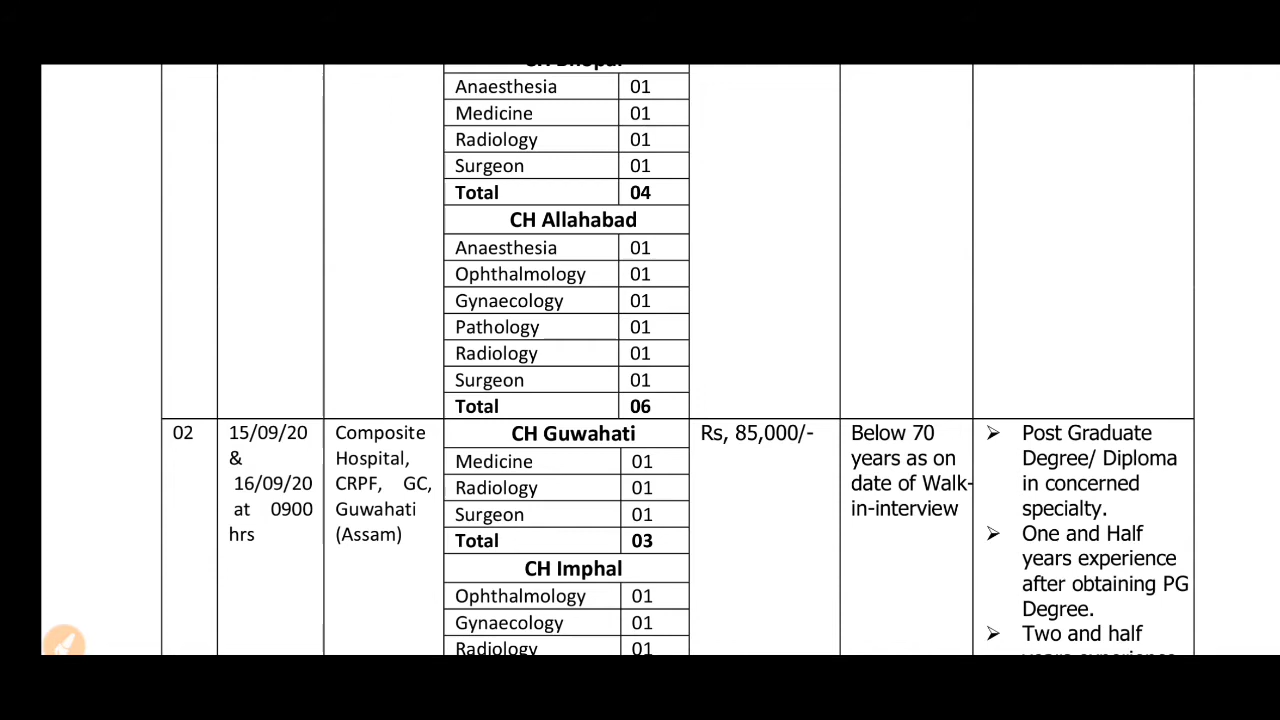 CH Bhopal
Anaesthesia 01
Medicine 01
Radiology 01
Surgeon 01
Total 04
CH Allahabad
Anaesthesia 01
Ophthalmology 01
Gynaecology 01
Pathology 01
Radiology 01
Surgeon 01
Total 06
02
15/09/20
&
16/09/20
at 0900
hrs
Composite
Hospital,
CRPF, GC,
Guwahati
(Assam)
CH Guwahati
Medicine 01
Radiology 01
Surgeon 01
Total 03
CH Imphal
Ophthalmology 01
Gynaecology 01
Radiology 01
Rs, 85,000/-
Below 70
years as on
date of Walk-
in-interview
➢ Post Graduate
Degree/ Diploma
in concerned
specialty.
➢ One and Half
years experience
after obtaining PG
Degree.
➢ Two and half
years experience